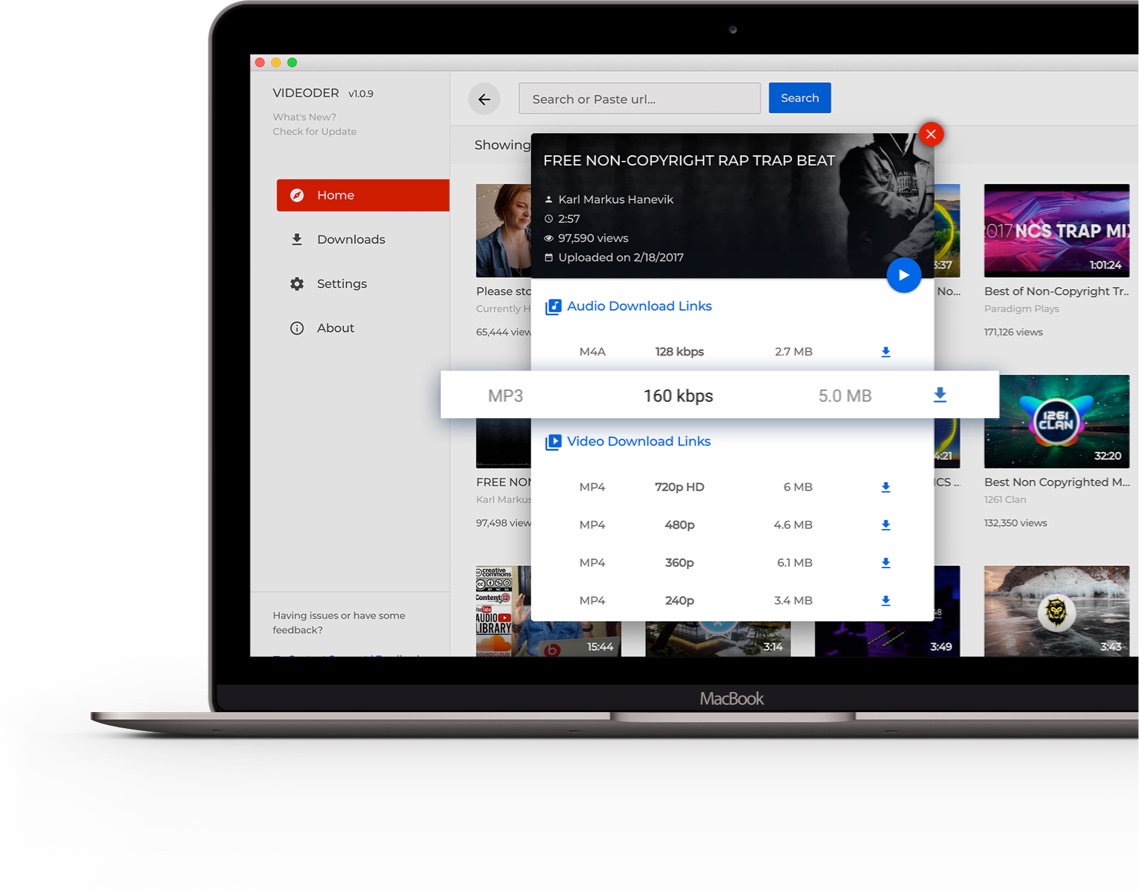 VIDEODER v1.0.9
What's New?
Check for Update
Home
Downloads
Settings
About
Having issues or have some
feedback?
Search or Paste url...
Search
Showing
FREE NON-COPYRIGHT RAP TRAP BEAT
Karl Markus Hanevik
2:57
97,590 views
Uploaded on 2/18/2017
Audio Download Links
M4A 128 kbps 2.7 MB
MP3 160 kbps 5.0 MB
Video Download Links
MP4 720p HD 6 MB
MP4 480p 4.6 MB
MP4 360p 6.1 MB
MP4 240p 3.4 MB
Please sto
Currently H
65,444 view
3:37
No...
2017 NCS TRAP MIX
1:01:24
Best of Non-Copyright Tr..
Paradigm Plays
171,126 views
FREE NON
Karl Markus
97,498 view
4:21
ICS ..
1261
CLAN
32:20
Best Non Copyrighted M...
1261 Clan
132,350 views
creative
commons
Content
YouTube
AUDIO
LIBRARY
SOUNDCLOUD
15:44
3:14
3:49
3:43
MacBook